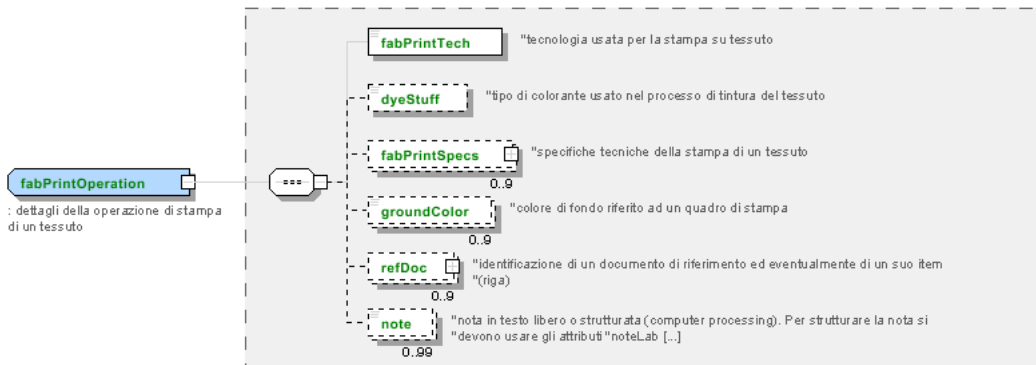 fabPrintTech
"tecnologia usata per la stampa su tessuto
dyeStuff
"tipo di colorante usato nel processo di tintura del tessuto
fabPrintSpecs
"specifiche tecniche della stampa di un tessuto
0..9
fabPrintOperation
: dettagli della operazione di stampa
di un tessuto
groundColor
"colore di fondo riferito ad un quadro di stampa
0..9
refDoc
"identificazione di un documento di riferimento ed eventualmente di un suo item
"(riga)
0..9
note
"nota in testo libero o strutturata (computer processing). Per strutturare la nota si
"devono usare gli attributi "noteLab [...]
0..99